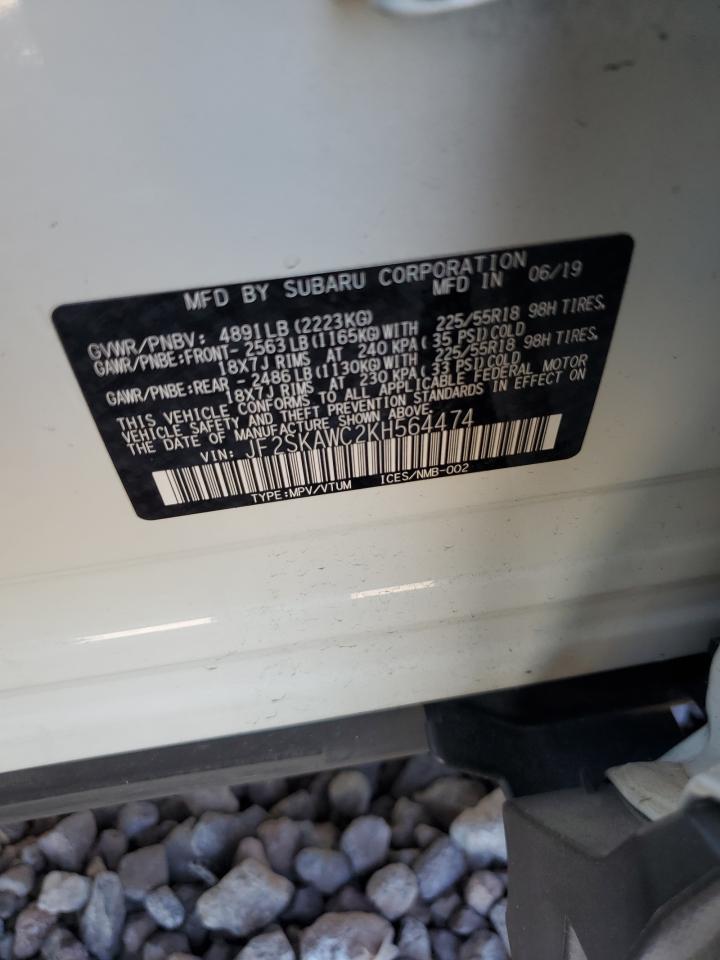 MFD BY SUBARU CORPORATION
MFD IN 06/19
GVWR/PNBV: 4891LB (2223KG)
GAWR/PNBE:FRONT- 2563LB(1165KG)WITH 225/55R18 98H TIRES,
18X7J RIMS AT 240 KPA( 35 PSI)COLD
GAWR/PNBE:REAR - 2486LB(1130KG)WITH 225/55R18 98H TIRES,
18X7J RIMS AT 230 KPA( 33 PSI)COLD
THIS VEHICLE CONFORMS TO ALL APPLICABLE FEDERAL MOTOR
VEHICLE SAFETY AND THEFT PREVENTION STANDARDS IN EFFECT ON
THE DATE OF MANUFACTURE SHOWN ABOVE.
VIN: JF2SKAWC2KH564474
TYPE:MPV/VTUM ICES/NMB-002